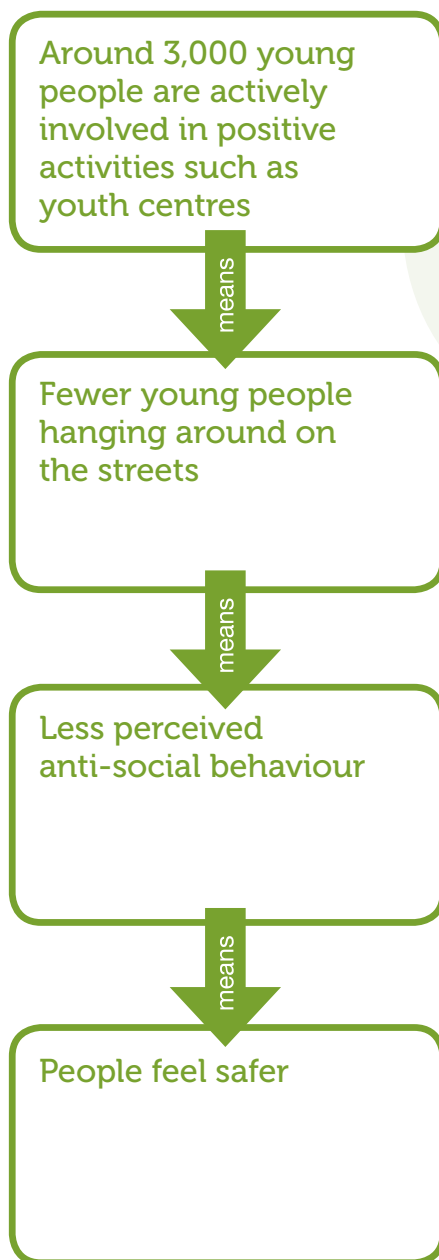 Around 3,000 young
people are actively
involved in positive
activities such as
youth centres
means
Fewer young people
hanging around on
the streets
means
Less perceived
anti-social behaviour
means
People feel safer